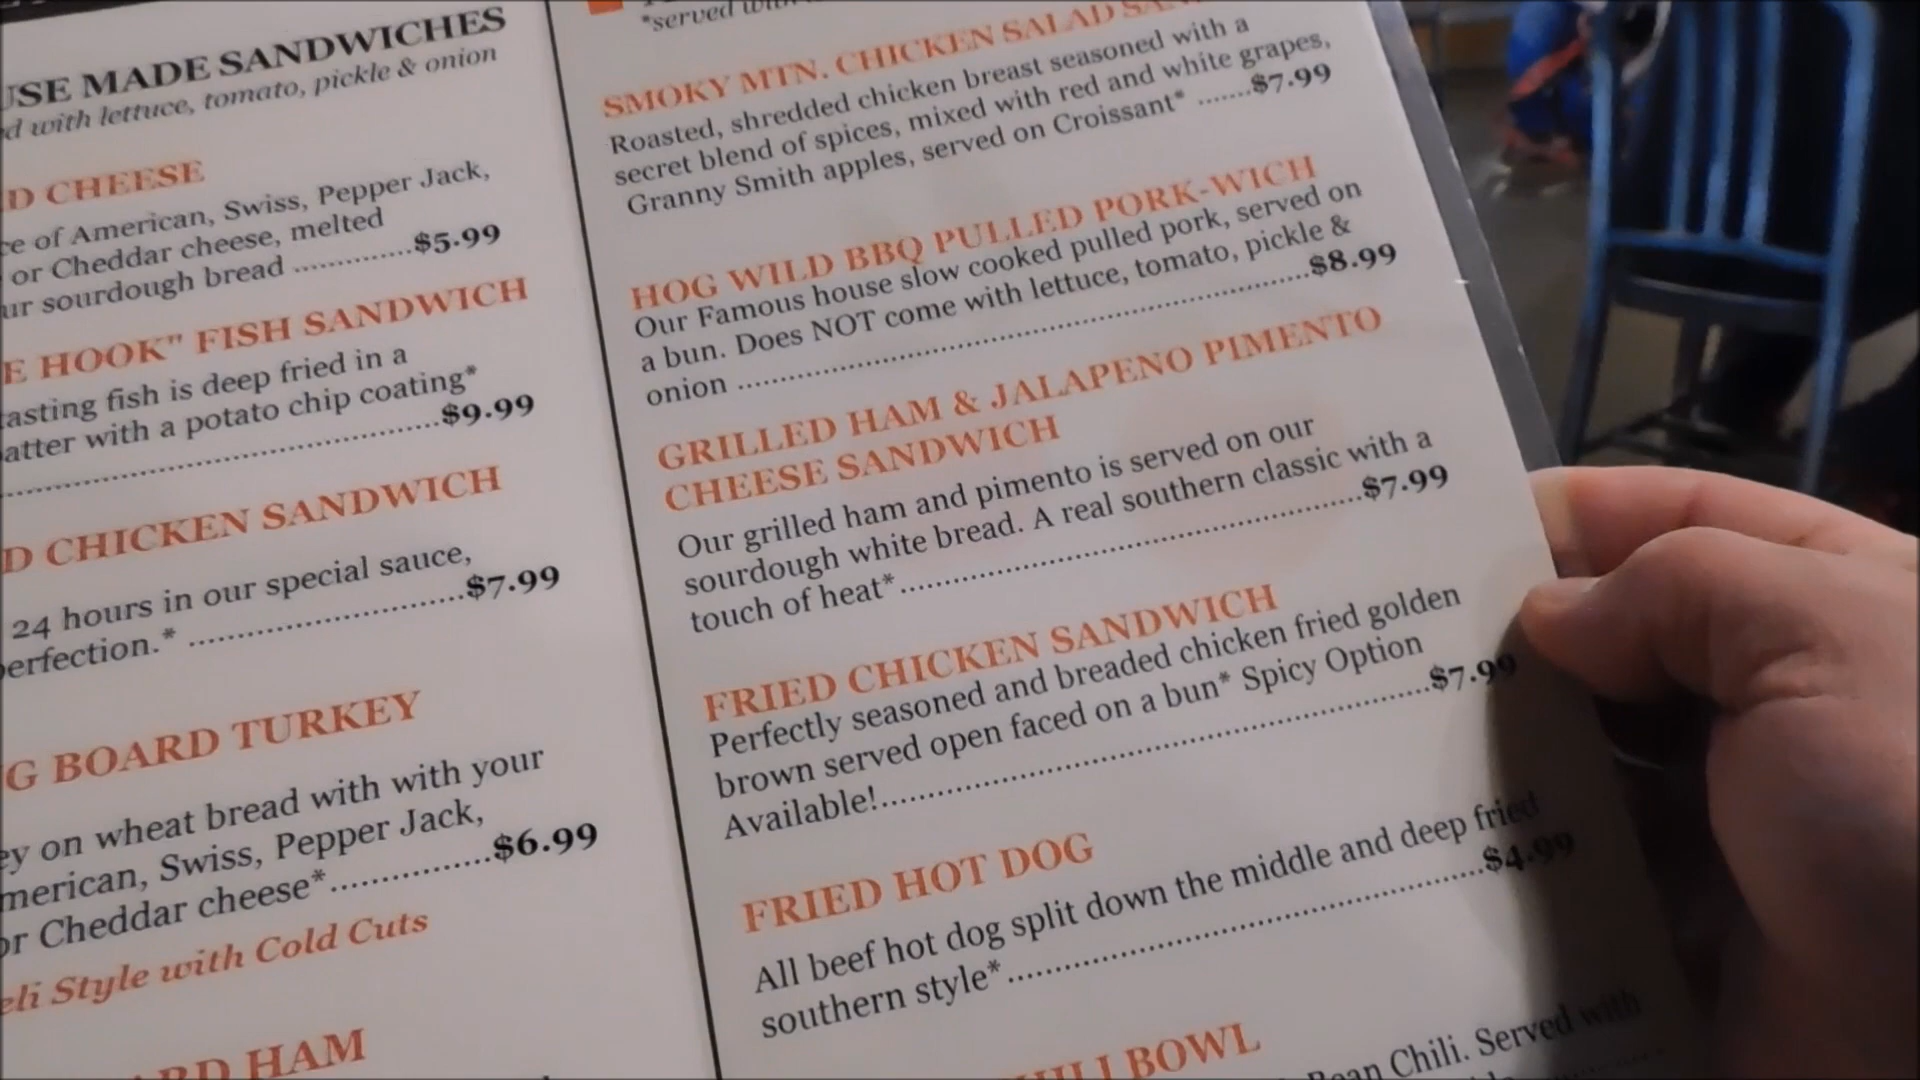 MADE SANDWICHES
with lettuce, tomato, pickle & onion
CHEESE
of American, Swiss, Pepper Jack,
or Cheddar cheese, melted
sourdough bread ..............$5.99
HOOK" FISH SANDWICH
fish is deep fried in a
with a potato chip coating*
..............$9.99
CHICKEN SANDWICH
24 hours in our special sauce,
..............$7.99
BOARD TURKEY
on wheat bread with with your
Swiss, Pepper Jack,
Cheddar cheese*..............$6.99
Style with Cold Cuts
HAM
*served
SMOKY MTN. CHICKEN SALAD
Roasted, shredded chicken breast seasoned with a
secret blend of spices, mixed with red and white grapes,
Granny Smith apples, served on Croissant* .......$7.99
HOG WILD BBQ PULLED PORK-WICH
Our Famous house slow cooked pulled pork, served on
a bun. Does NOT come with lettuce, tomato, pickle &
onion ..............$8.99
GRILLED HAM & JALAPENO PIMENTO
CHEESE SANDWICH
Our grilled ham and pimento is served on our
sourdough white bread. A real southern classic with a
touch of heat*..............$7.99
FRIED CHICKEN SANDWICH
Perfectly seasoned and breaded chicken fried golden
brown served open faced on a bun* Spicy Option
Available!..............$7.99
FRIED HOT DOG
All beef hot dog split down the middle and deep fried
southern style*..............$4.99
BOWL
Bean Chili. Served with